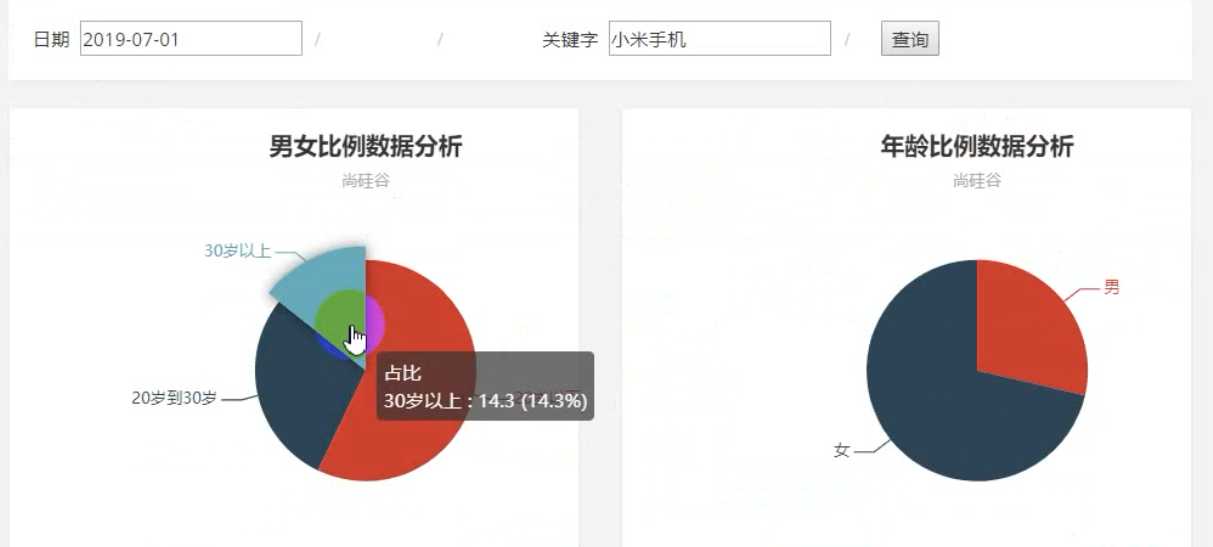 日期 2019-07-01 / / 关键字 小米手机 / 查询
男女比例数据分析
尚硅谷
30岁以上
20岁到30岁
占比
30岁以上 : 14.3 (14.3%)
年龄比例数据分析
尚硅谷
男
女